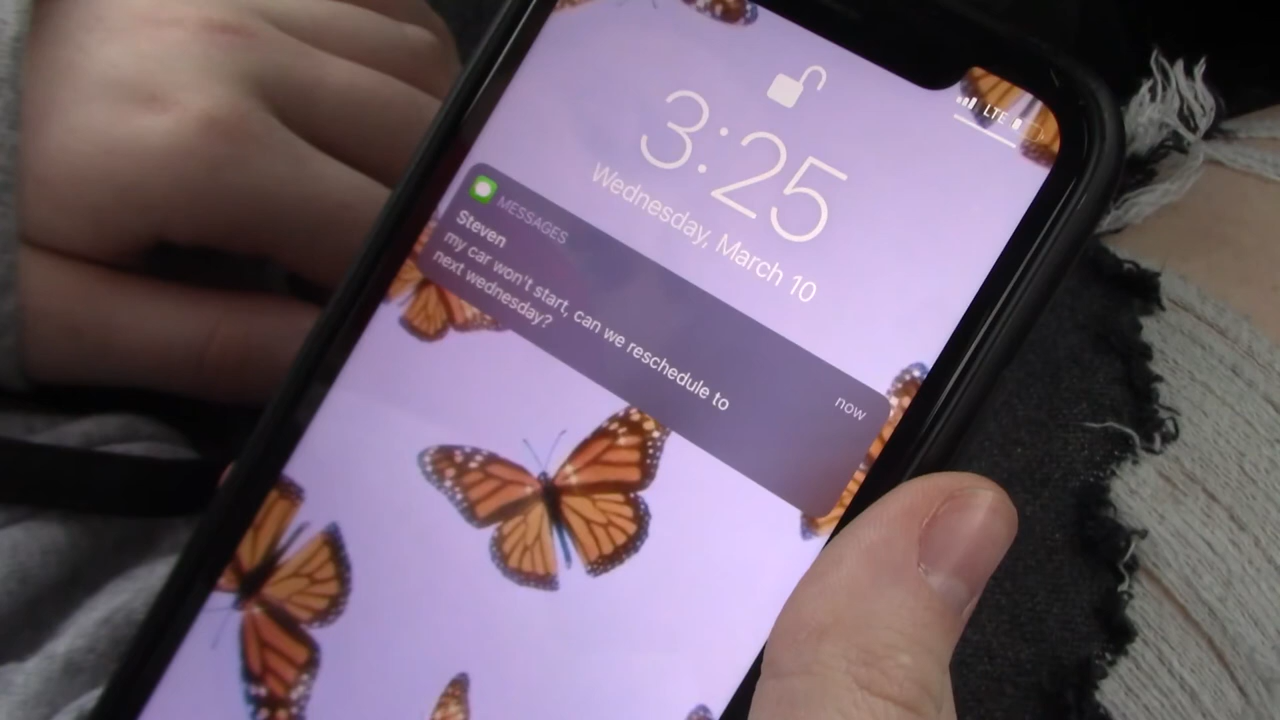 LTE
3:25
Wednesday, March 10
MESSAGES
now
Steven
my car won't start, can we reschedule to
next wednesday?